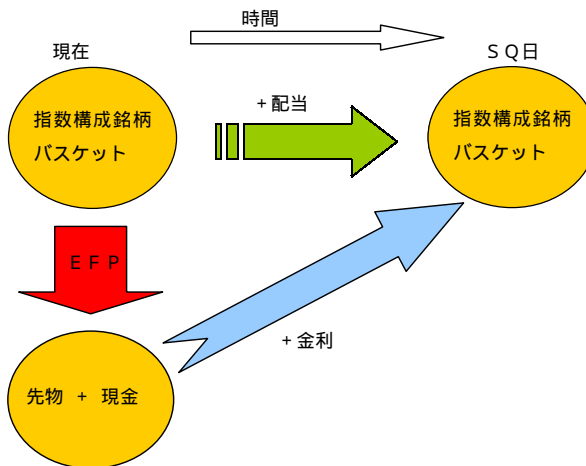 時間
現在
ＳＱ日
指数構成銘柄
バスケット
＋配当
指数構成銘柄
バスケット
ＥＦＰ
＋金利
先物 ＋ 現金